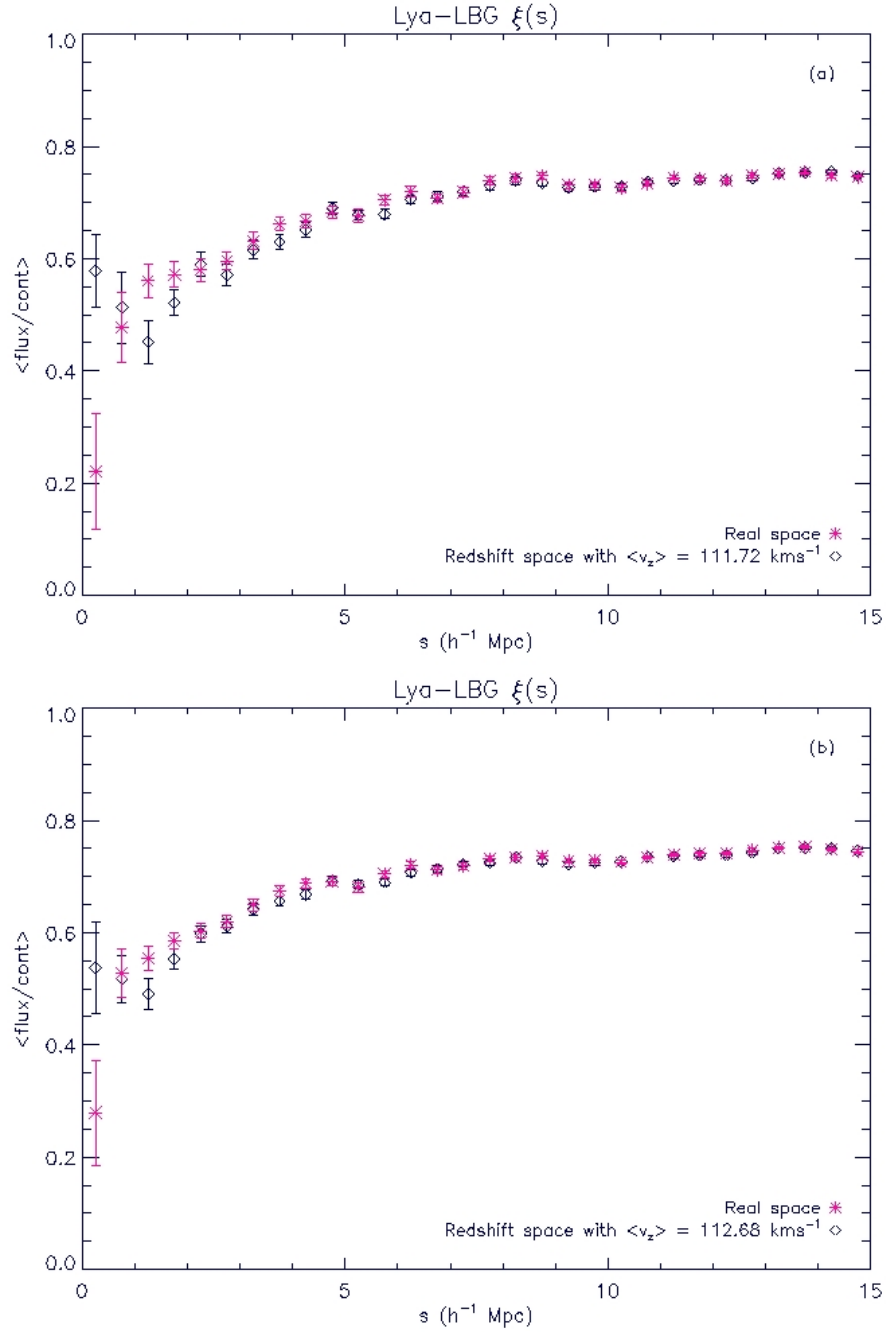 Lya-LBG ξ(s)
1.0
(a)
0.8
0.6
<flux/cont>
0.4
0.2
Real space
Redshift space with <v_z> = 111.72 kms⁻¹
0.0
0 5 10 15
s (h⁻¹ Mpc)
Lya-LBG ξ(s)
1.0
(b)
0.8
0.6
<flux/cont>
0.4
0.2
Real space
Redshift space with <v_z> = 112.68 kms⁻¹
0.0
0 5 10 15
s (h⁻¹ Mpc)